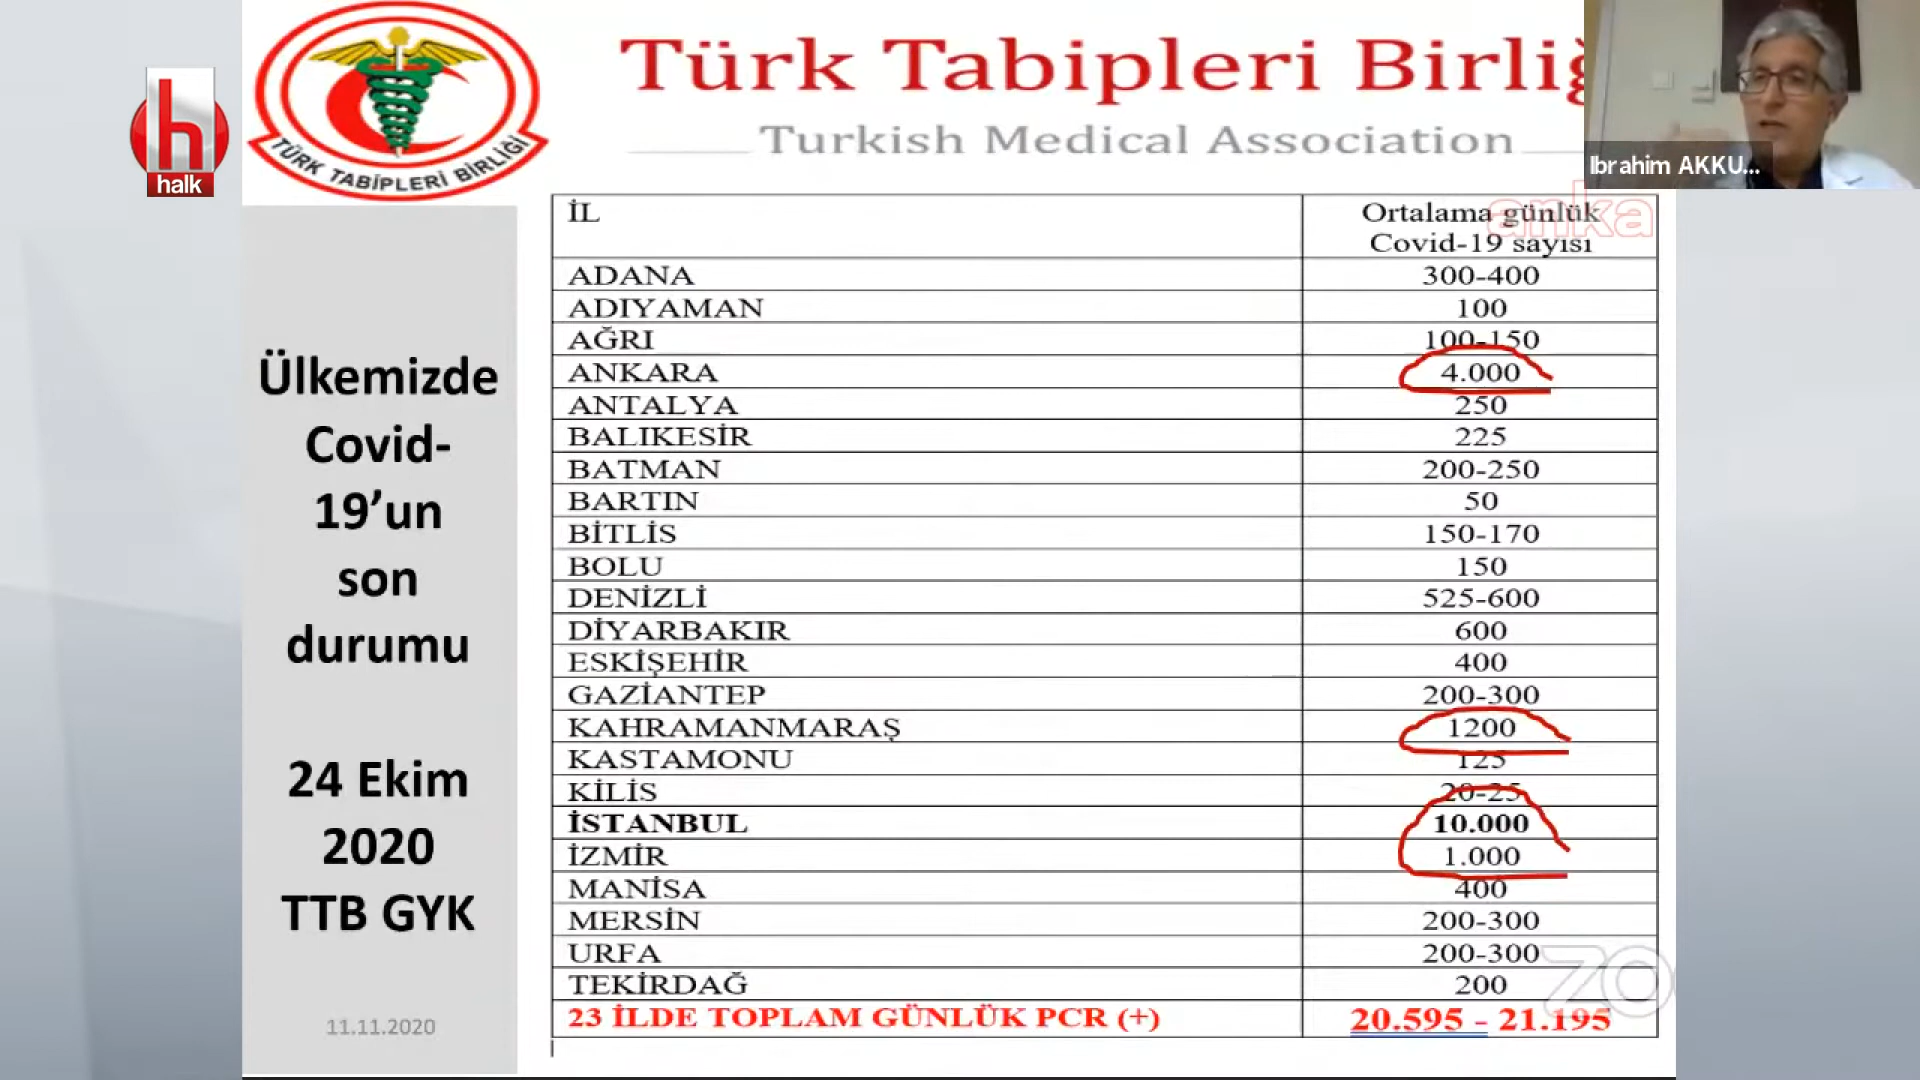 halk
TÜRK TABİPLERİ BİRLİĞİ
Türk Tabipleri Birliğ
Turkish Medical Association
Ibrahim AKKU...
anka
Ülkemizde
Covid-
19’un
son
durumu
24 Ekim
2020
TTB GYK
11.11.2020
İL Ortalama günlük
Covid-19 sayısı
ADANA 300-400
ADIYAMAN 100
AĞRI 100-150
ANKARA 4.000
ANTALYA 250
BALIKESİR 225
BATMAN 200-250
BARTIN 50
BİTLİS 150-170
BOLU 150
DENİZLİ 525-600
DİYARBAKIR 600
ESKİŞEHİR 400
GAZİANTEP 200-300
KAHRAMANMARAŞ 1200
KASTAMONU 125
KİLİS 20-25
İSTANBUL 10.000
İZMİR 1.000
MANİSA 400
MERSİN 200-300
URFA 200-300
TEKİRDAĞ 200
23 İLDE TOPLAM GÜNLÜK PCR (+) 20.595 - 21.195
zo